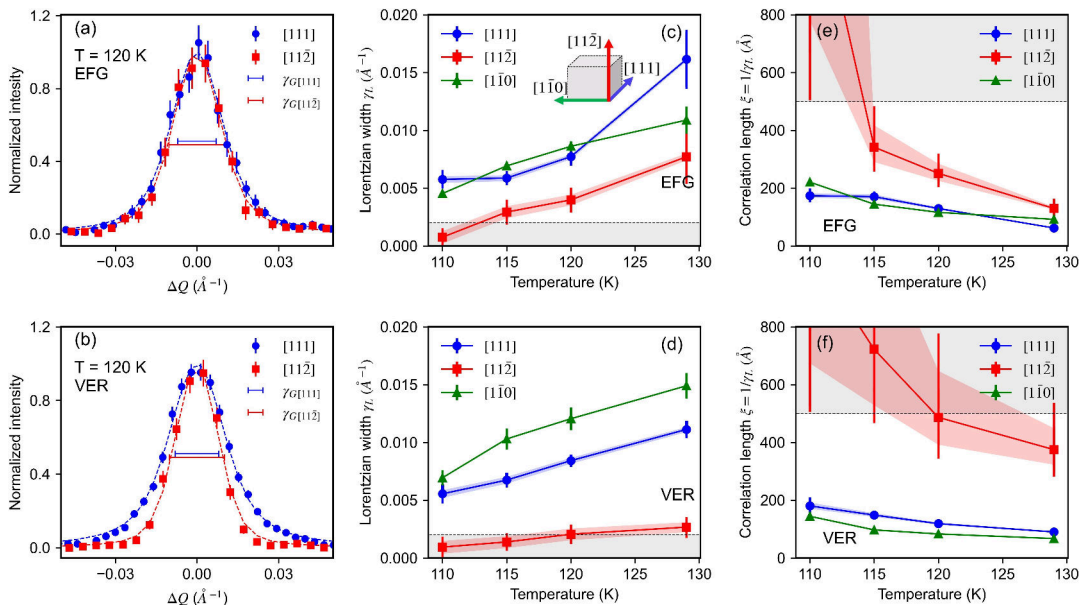 (a)
T = 120 K
EFG
[111]
[112̄]
γG[111]
γG[112̄]
Normalized intesity
1.2
0.8
0.4
0.0
−0.03
0.00
0.03
ΔQ (Å⁻¹)
(c)
[111]
[112̄]
[11̄0]
[112̄]
[11̄0]
[111]
EFG
Lorentzian width γL (Å⁻¹)
0.020
0.015
0.010
0.005
0.000
110
115
120
125
130
Temperature (K)
(e)
[111]
[112̄]
[11̄0]
EFG
Correlation length ξ = 1/γL (Å)
800
600
400
200
0
110
115
120
125
130
Temperature (K)
(b)
T = 120 K
VER
[111]
[112̄]
γG[111]
γG[112̄]
Normalized intensity
1.2
0.8
0.4
0.0
−0.03
0.00
0.03
ΔQ (Å⁻¹)
(d)
[111]
[112̄]
[11̄0]
VER
Lorentzian width γL (Å⁻¹)
0.020
0.015
0.010
0.005
0.000
110
115
120
125
130
Temperature (K)
(f)
[111]
[112̄]
[11̄0]
VER
Correlation length ξ = 1/γL (Å)
800
600
400
200
0
110
115
120
125
130
Temperature (K)